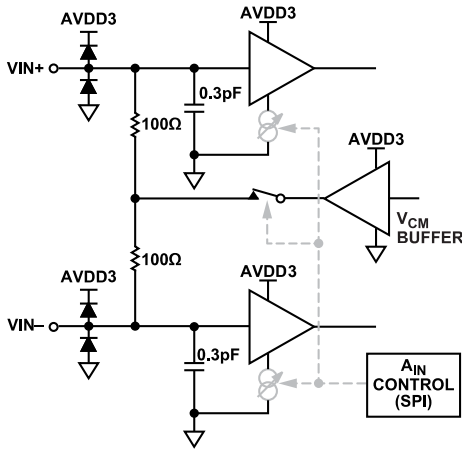 AVDD3
AVDD3
VIN+
0.3pF
100Ω
AVDD3
VCM
BUFFER
100Ω
AVDD3
AVDD3
VIN–
0.3pF
AIN
CONTROL
(SPI)